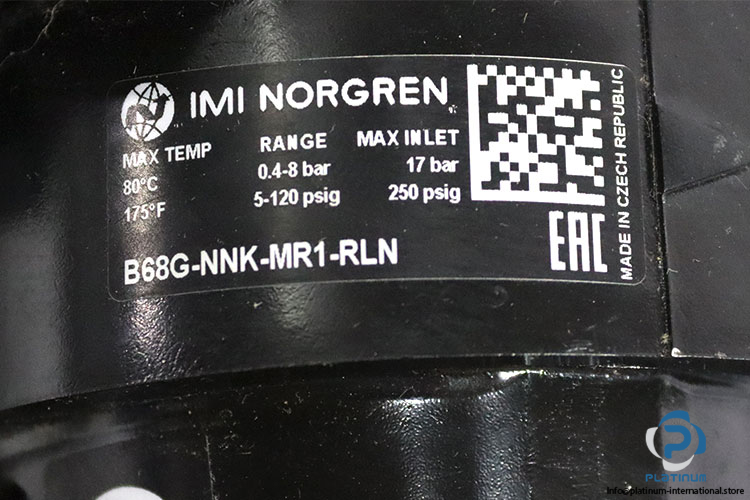 IMI NORGREN
MAX TEMP
80°C
175°F
RANGE
0.4-8 bar
5-120 psig
MAX INLET
17 bar
250 psig
B68G-NNK-MR1-RLN
EAC
MADE IN CZECH REPUBLIC
PLATINUM
Info@platinum-international.store